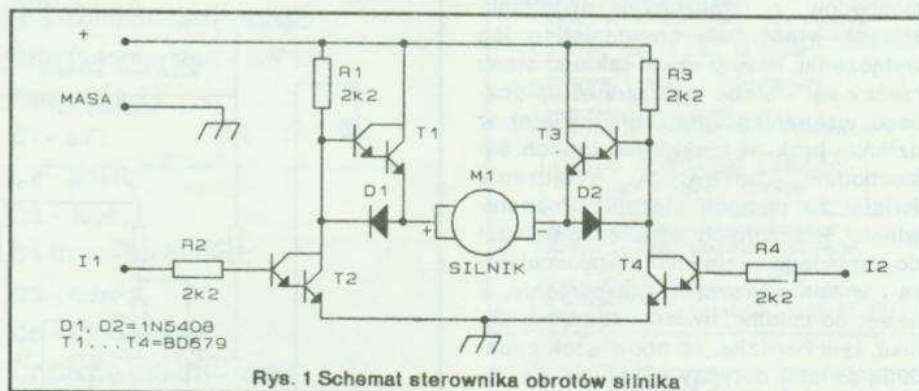 +
R1
2k2
R3
2k2
MASA
T1
T3
M1
D1
D2
+
−
I1
R2
2k2
T2
SILNIK
T4
R4
2k2
I2
D1, D2=1N5408
T1...T4=BD679
Rys. 1 Schemat sterownika obrotów silnika